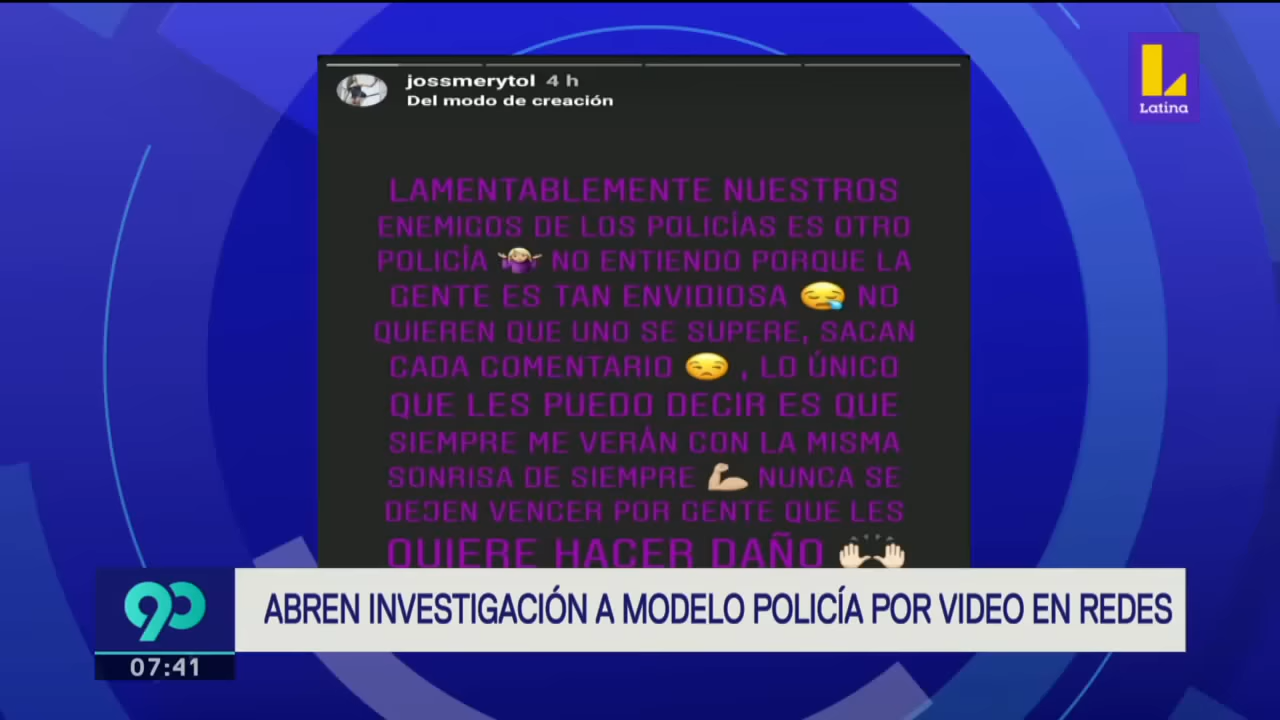 jossmerytol 4 h
Del modo de creación
Latina
LAMENTABLEMENTE NUESTROS
ENEMIGOS DE LOS POLICÍAS ES OTRO
POLICÍA 🤷🏼‍♀️ NO ENTIENDO PORQUE LA
GENTE ES TAN ENVIDIOSA 😪 NO
QUIEREN QUE UNO SE SUPERE, SACAN
CADA COMENTARIO 😒 , LO ÚNICO
QUE LES PUEDO DECIR ES QUE
SIEMPRE ME VERÁN CON LA MISMA
SONRISA DE SIEMPRE 💪🏼 NUNCA SE
DEJEN VENCER POR GENTE QUE LES
QUIERE HACER DAÑO 🙌🏻
90
ABREN INVESTIGACIÓN A MODELO POLICÍA POR VIDEO EN REDES
07:41